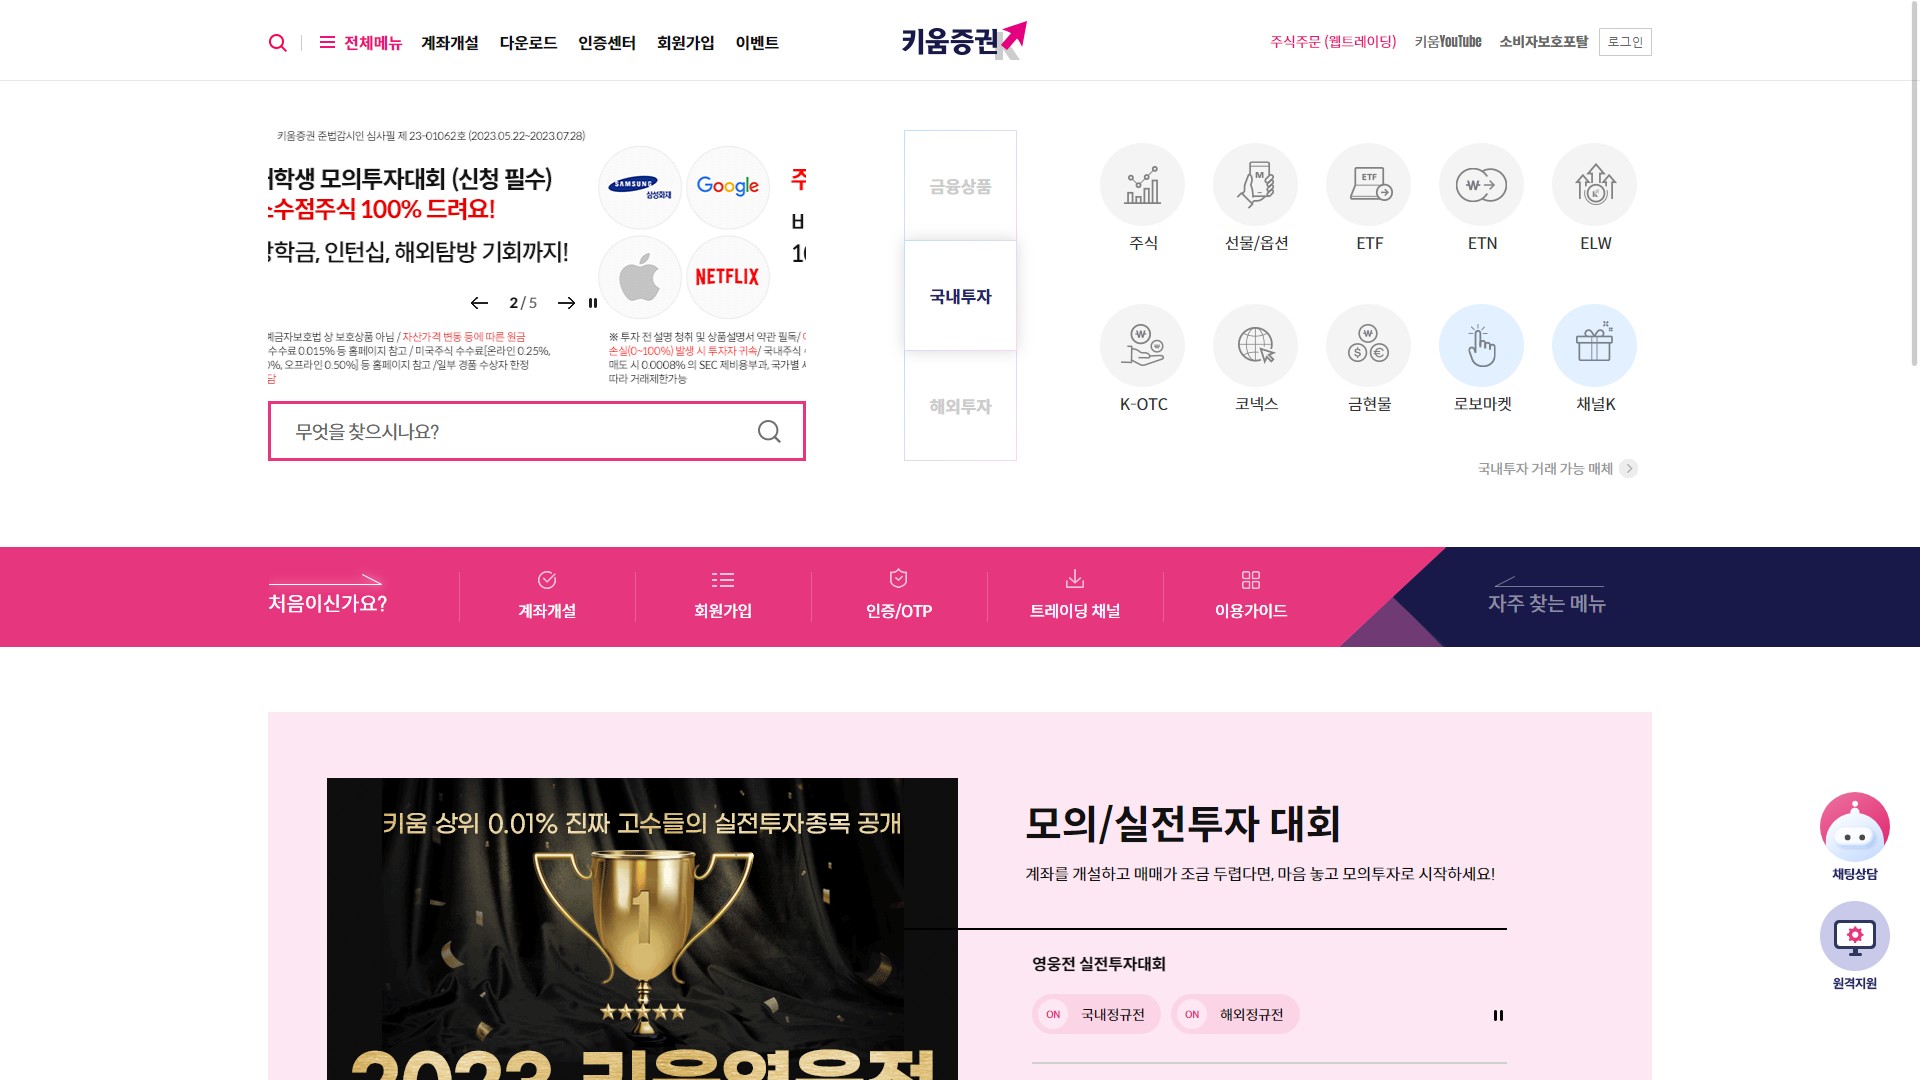 전체메뉴 계좌개설 다운로드 인증센터 회원가입 이벤트
키움증권
주식주문 (웹트레이딩) 키움YouTube 소비자보호포탈 로그인
키움증권 준법감시인 심사필 제 23-01062호 (2023.05.22~2023.07.28)
학생 모의투자대회 (신청 필수)
소수점주식 100% 드려요!
장학금, 인턴십, 해외탐방 기회까지!
SAMSUNG 삼성화재
Google
NETFLIX
주
2 / 5
예금자보호법 상 보호상품 아님 / 자산가격 변동 등에 따른 원금
수수료 0.015% 등 홈페이지 참고 / 미국주식 수수료[온라인 0.25%,
0%, 오프라인 0.50%] 등 홈페이지 참고 /일부 경품 수상자 한정
담
※ 투자 전 설명 청취 및 상품설명서 약관 필독/
손실(0~100%) 발생 시 투자자 귀속/ 국내주식
매도 시 0.0008% 의 SEC 제비용부과, 국가별
따라 거래제한가능
무엇을 찾으시나요?
금융상품
국내투자
해외투자
주식 선물/옵션 ETF ETN ELW
K-OTC 코넥스 금현물 로보마켓 채널K
국내투자 거래 가능 매체
처음이신가요?
계좌개설
회원가입
인증/OTP
트레이딩 채널
이용가이드
자주 찾는 메뉴
키움 상위 0.01% 진짜 고수들의 실전투자종목 공개
1
2023 키움영웅전
모의/실전투자 대회
계좌를 개설하고 매매가 조금 두렵다면, 마음 놓고 모의투자로 시작하세요!
영웅전 실전투자대회
ON 국내정규전
ON 해외정규전
채팅상담
원격지원